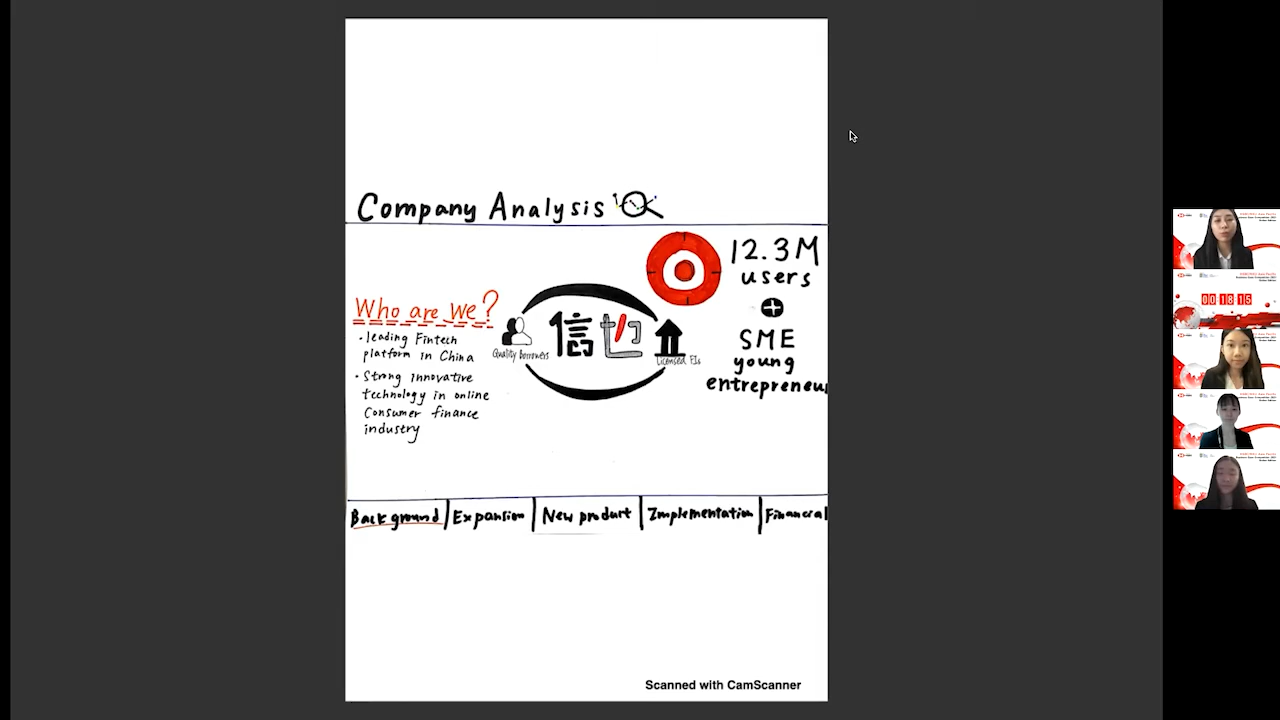 Company Analysis
12.3M
users
+
SME
young
entrepreneu
Who are we?
• leading Fintech
platform in China
• Strong innovative
technology in online
Consumer finance
industry
Quality Borrowers
信也
Licensed FIs
Background
Expansion
New product
Implementation
Financial
Scanned with CamScanner
00 18 15